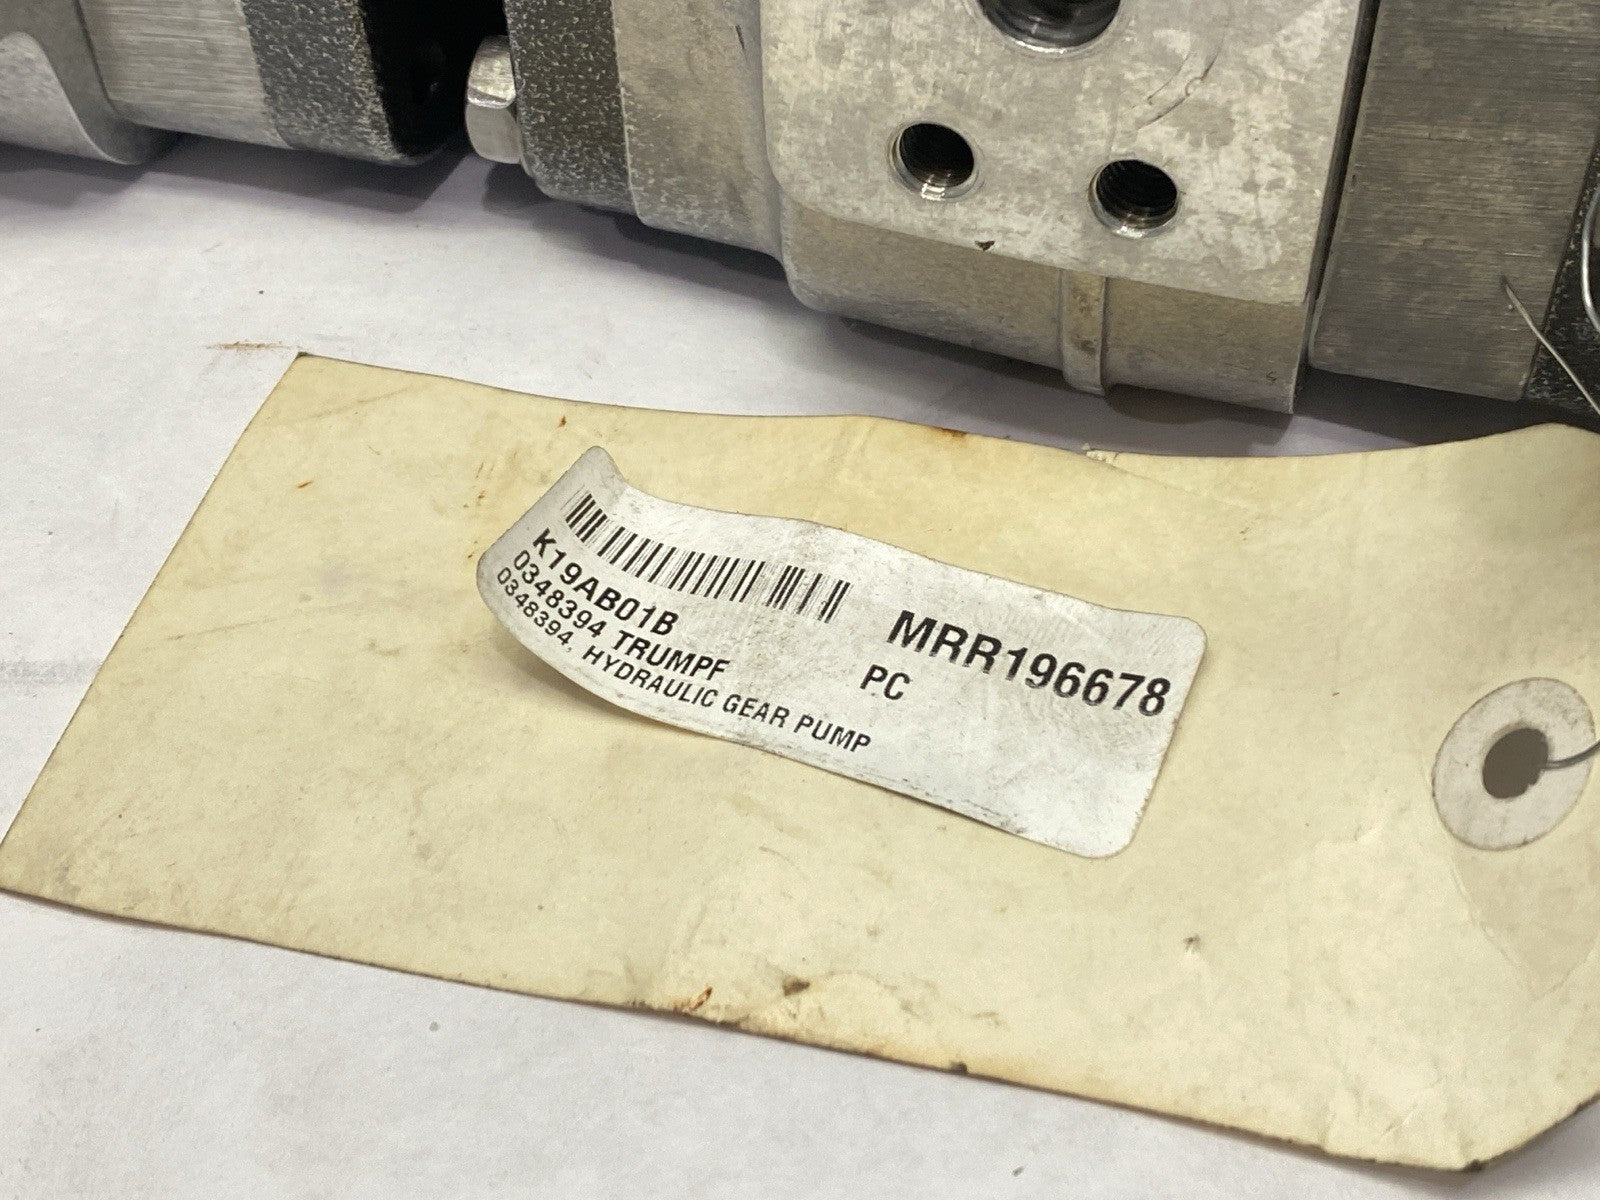 K19AB01B
MRR196678
0348394 TRUMPF
PC
0348394, HYDRAULIC GEAR PUMP